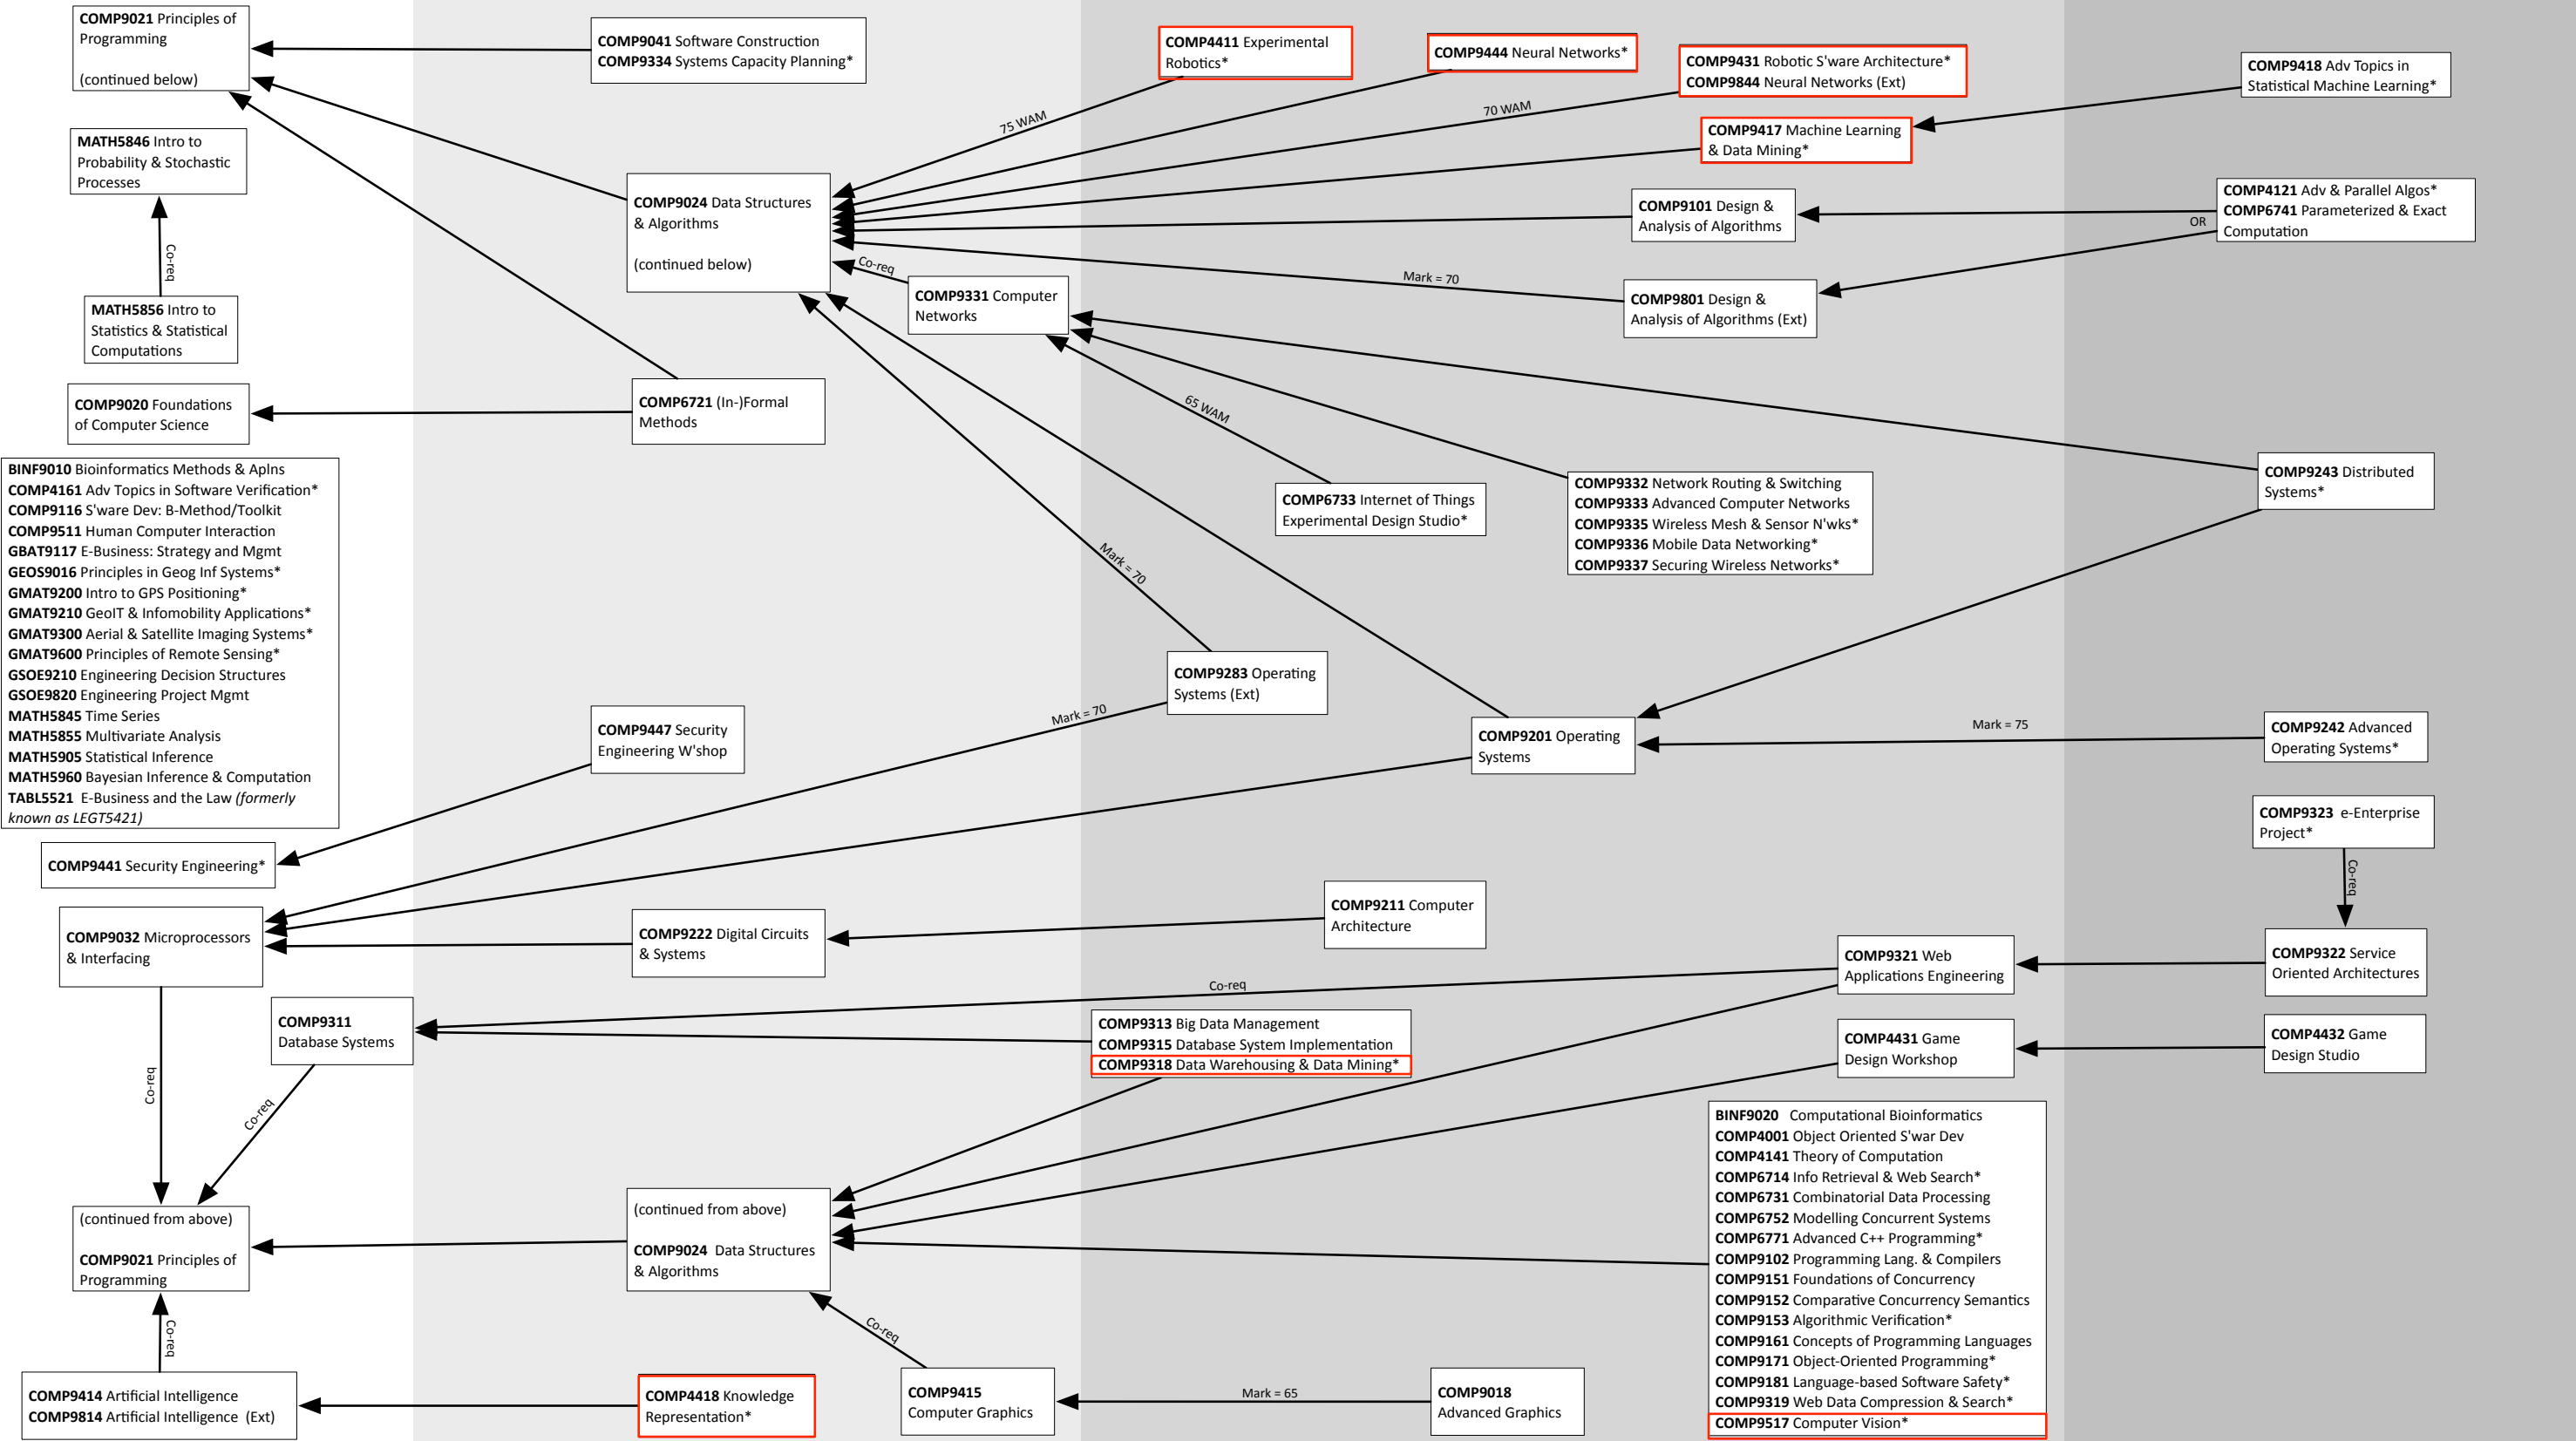 COMP9021 Principles of
Programming
(continued below)
COMP9041 Software Construction
COMP9334 Systems Capacity Planning*
COMP4411 Experimental
Robotics*
COMP9444 Neural Networks*
COMP9431 Robotic S'ware Architecture*
COMP9844 Neural Networks (Ext)
COMP9418 Adv Topics in
Statistical Machine Learning*
75 WAM
70 WAM
COMP9417 Machine Learning
& Data Mining*
MATH5846 Intro to
Probability & Stochastic
Processes
COMP9024 Data Structures
& Algorithms
(continued below)
COMP9101 Design &
Analysis of Algorithms
COMP4121 Adv & Parallel Algos*
COMP6741 Parameterized & Exact
Computation
OR
Co-req
Co-req
Mark = 70
COMP9331 Computer
Networks
COMP9801 Design &
Analysis of Algorithms (Ext)
MATH5856 Intro to
Statistics & Statistical
Computations
COMP9020 Foundations
of Computer Science
COMP6721 (In-)Formal
Methods
65 WAM
BINF9010 Bioinformatics Methods & Aplns
COMP4161 Adv Topics in Software Verification*
COMP9116 S'ware Dev: B-Method/Toolkit
COMP9511 Human Computer Interaction
GBAT9117 E-Business: Strategy and Mgmt
GEOS9016 Principles in Geog Inf Systems*
GMAT9200 Intro to GPS Positioning*
GMAT9210 GeoIT & Infomobility Applications*
GMAT9300 Aerial & Satellite Imaging Systems*
GMAT9600 Principles of Remote Sensing*
GSOE9210 Engineering Decision Structures
GSOE9820 Engineering Project Mgmt
MATH5845 Time Series
MATH5855 Multivariate Analysis
MATH5905 Statistical Inference
MATH5960 Bayesian Inference & Computation
TABL5521 E-Business and the Law (formerly
known as LEGT5421)
COMP6733 Internet of Things
Experimental Design Studio*
COMP9332 Network Routing & Switching
COMP9333 Advanced Computer Networks
COMP9335 Wireless Mesh & Sensor N'wks*
COMP9336 Mobile Data Networking*
COMP9337 Securing Wireless Networks*
COMP9243 Distributed
Systems*
Mark = 70
COMP9283 Operating
Systems (Ext)
Mark = 70
COMP9447 Security
Engineering W'shop
COMP9201 Operating
Systems
Mark = 75
COMP9242 Advanced
Operating Systems*
COMP9323 e-Enterprise
Project*
Co-req
COMP9441 Security Engineering*
COMP9032 Microprocessors
& Interfacing
COMP9222 Digital Circuits
& Systems
COMP9211 Computer
Architecture
COMP9321 Web
Applications Engineering
COMP9322 Service
Oriented Architectures
Co-req
COMP9311
Database Systems
COMP9313 Big Data Management
COMP9315 Database System Implementation
COMP9318 Data Warehousing & Data Mining*
COMP4431 Game
Design Workshop
COMP4432 Game
Design Studio
Co-req
Co-req
(continued from above)
COMP9021 Principles of
Programming
(continued from above)
COMP9024 Data Structures
& Algorithms
BINF9020 Computational Bioinformatics
COMP4001 Object Oriented S'war Dev
COMP4141 Theory of Computation
COMP6714 Info Retrieval & Web Search*
COMP6731 Combinatorial Data Processing
COMP6752 Modelling Concurrent Systems
COMP6771 Advanced C++ Programming*
COMP9102 Programming Lang. & Compilers
COMP9151 Foundations of Concurrency
COMP9152 Comparative Concurrency Semantics
COMP9153 Algorithmic Verification*
COMP9161 Concepts of Programming Languages
COMP9171 Object-Oriented Programming*
COMP9181 Language-based Software Safety*
COMP9319 Web Data Compression & Search*
COMP9517 Computer Vision*
Co-req
Co-req
COMP9414 Artificial Intelligence
COMP9814 Artificial Intelligence (Ext)
COMP4418 Knowledge
Representation*
COMP9415
Computer Graphics
Mark = 65
COMP9018
Advanced Graphics